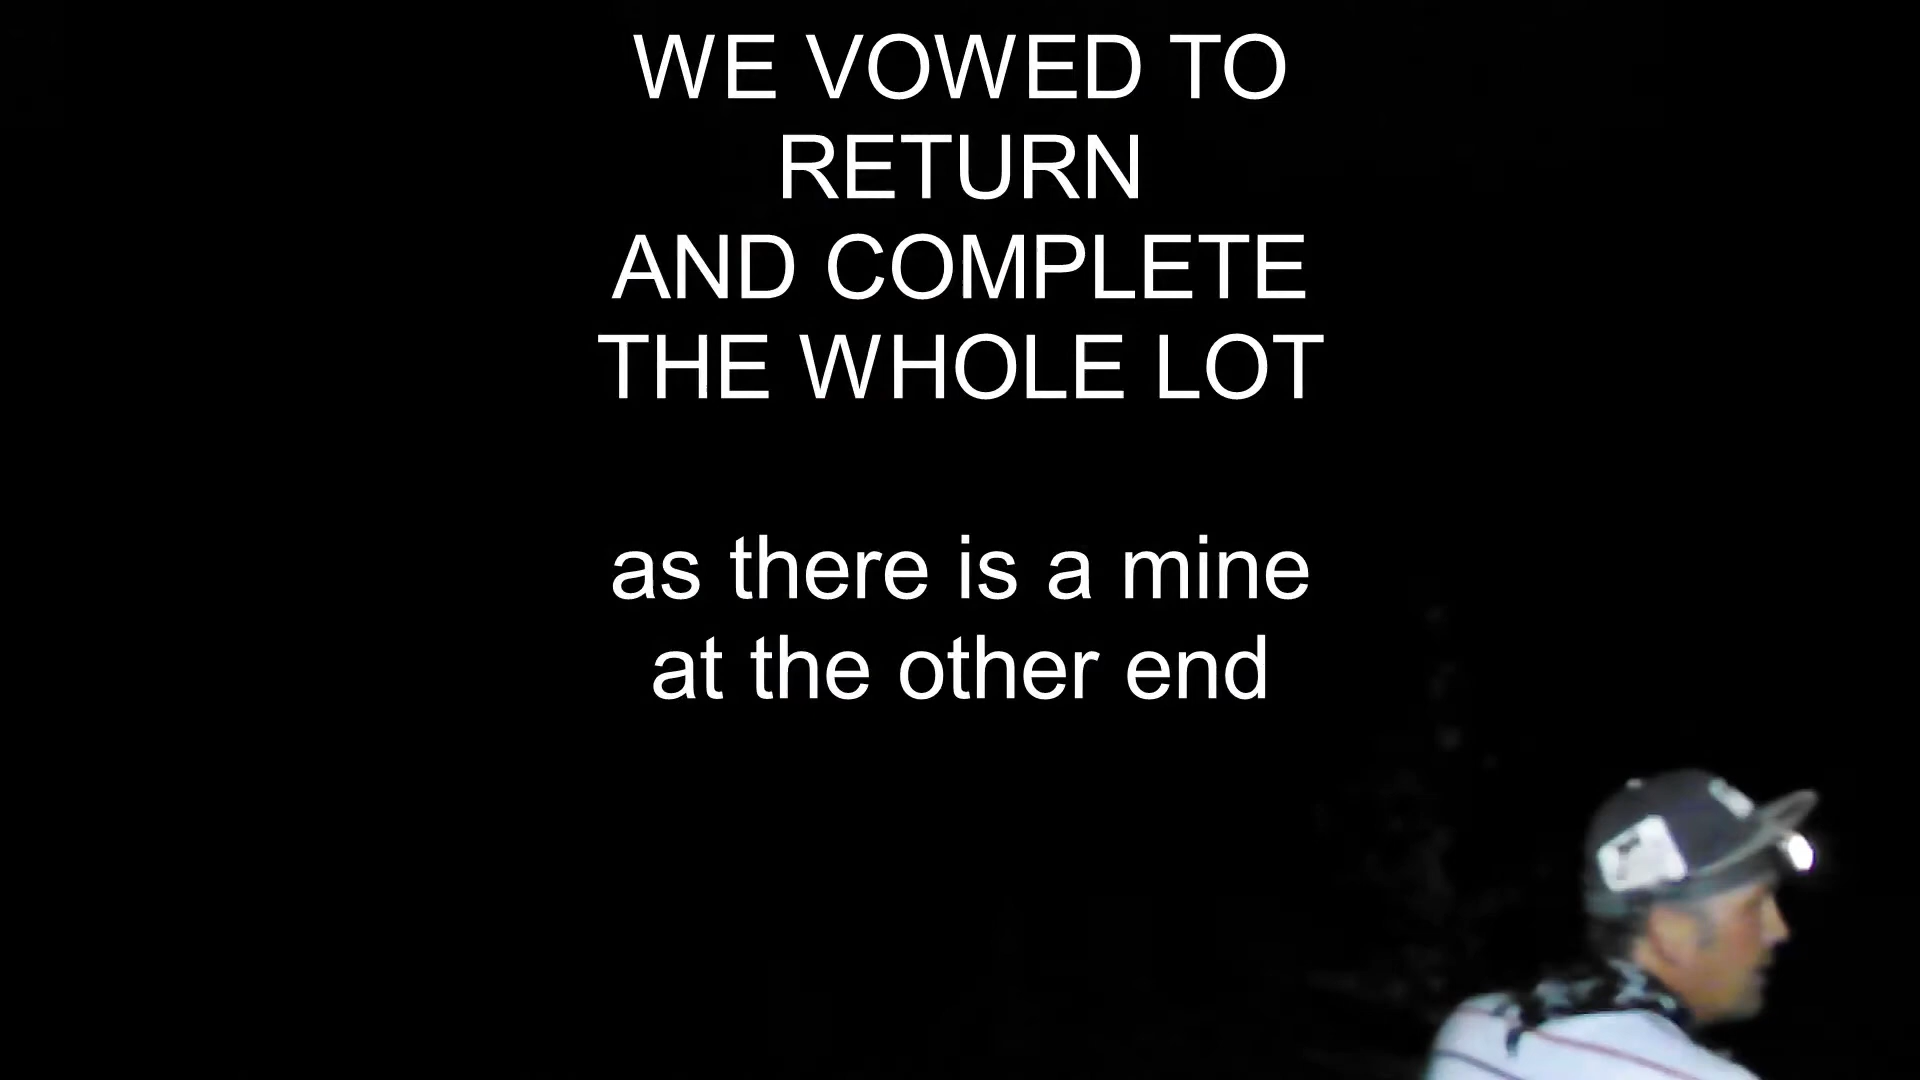 WE VOWED TO
RETURN
AND COMPLETE
THE WHOLE LOT
as there is a mine
at the other end